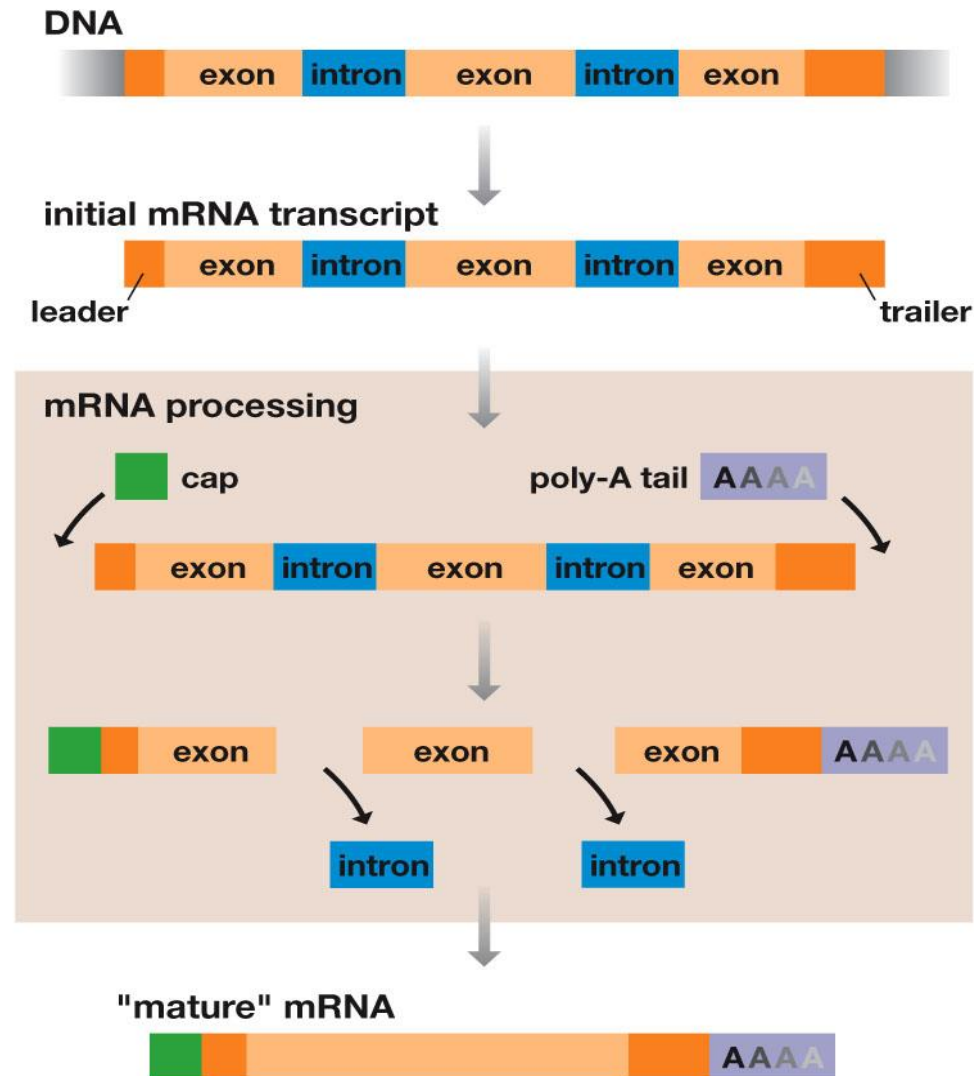 DNA
exon intron exon intron exon
initial mRNA transcript
exon intron exon intron exon
leader trailer
mRNA processing
cap poly-A tail AAAA
exon intron exon intron exon
exon exon exon AAAA
intron intron
"mature" mRNA
AAAA